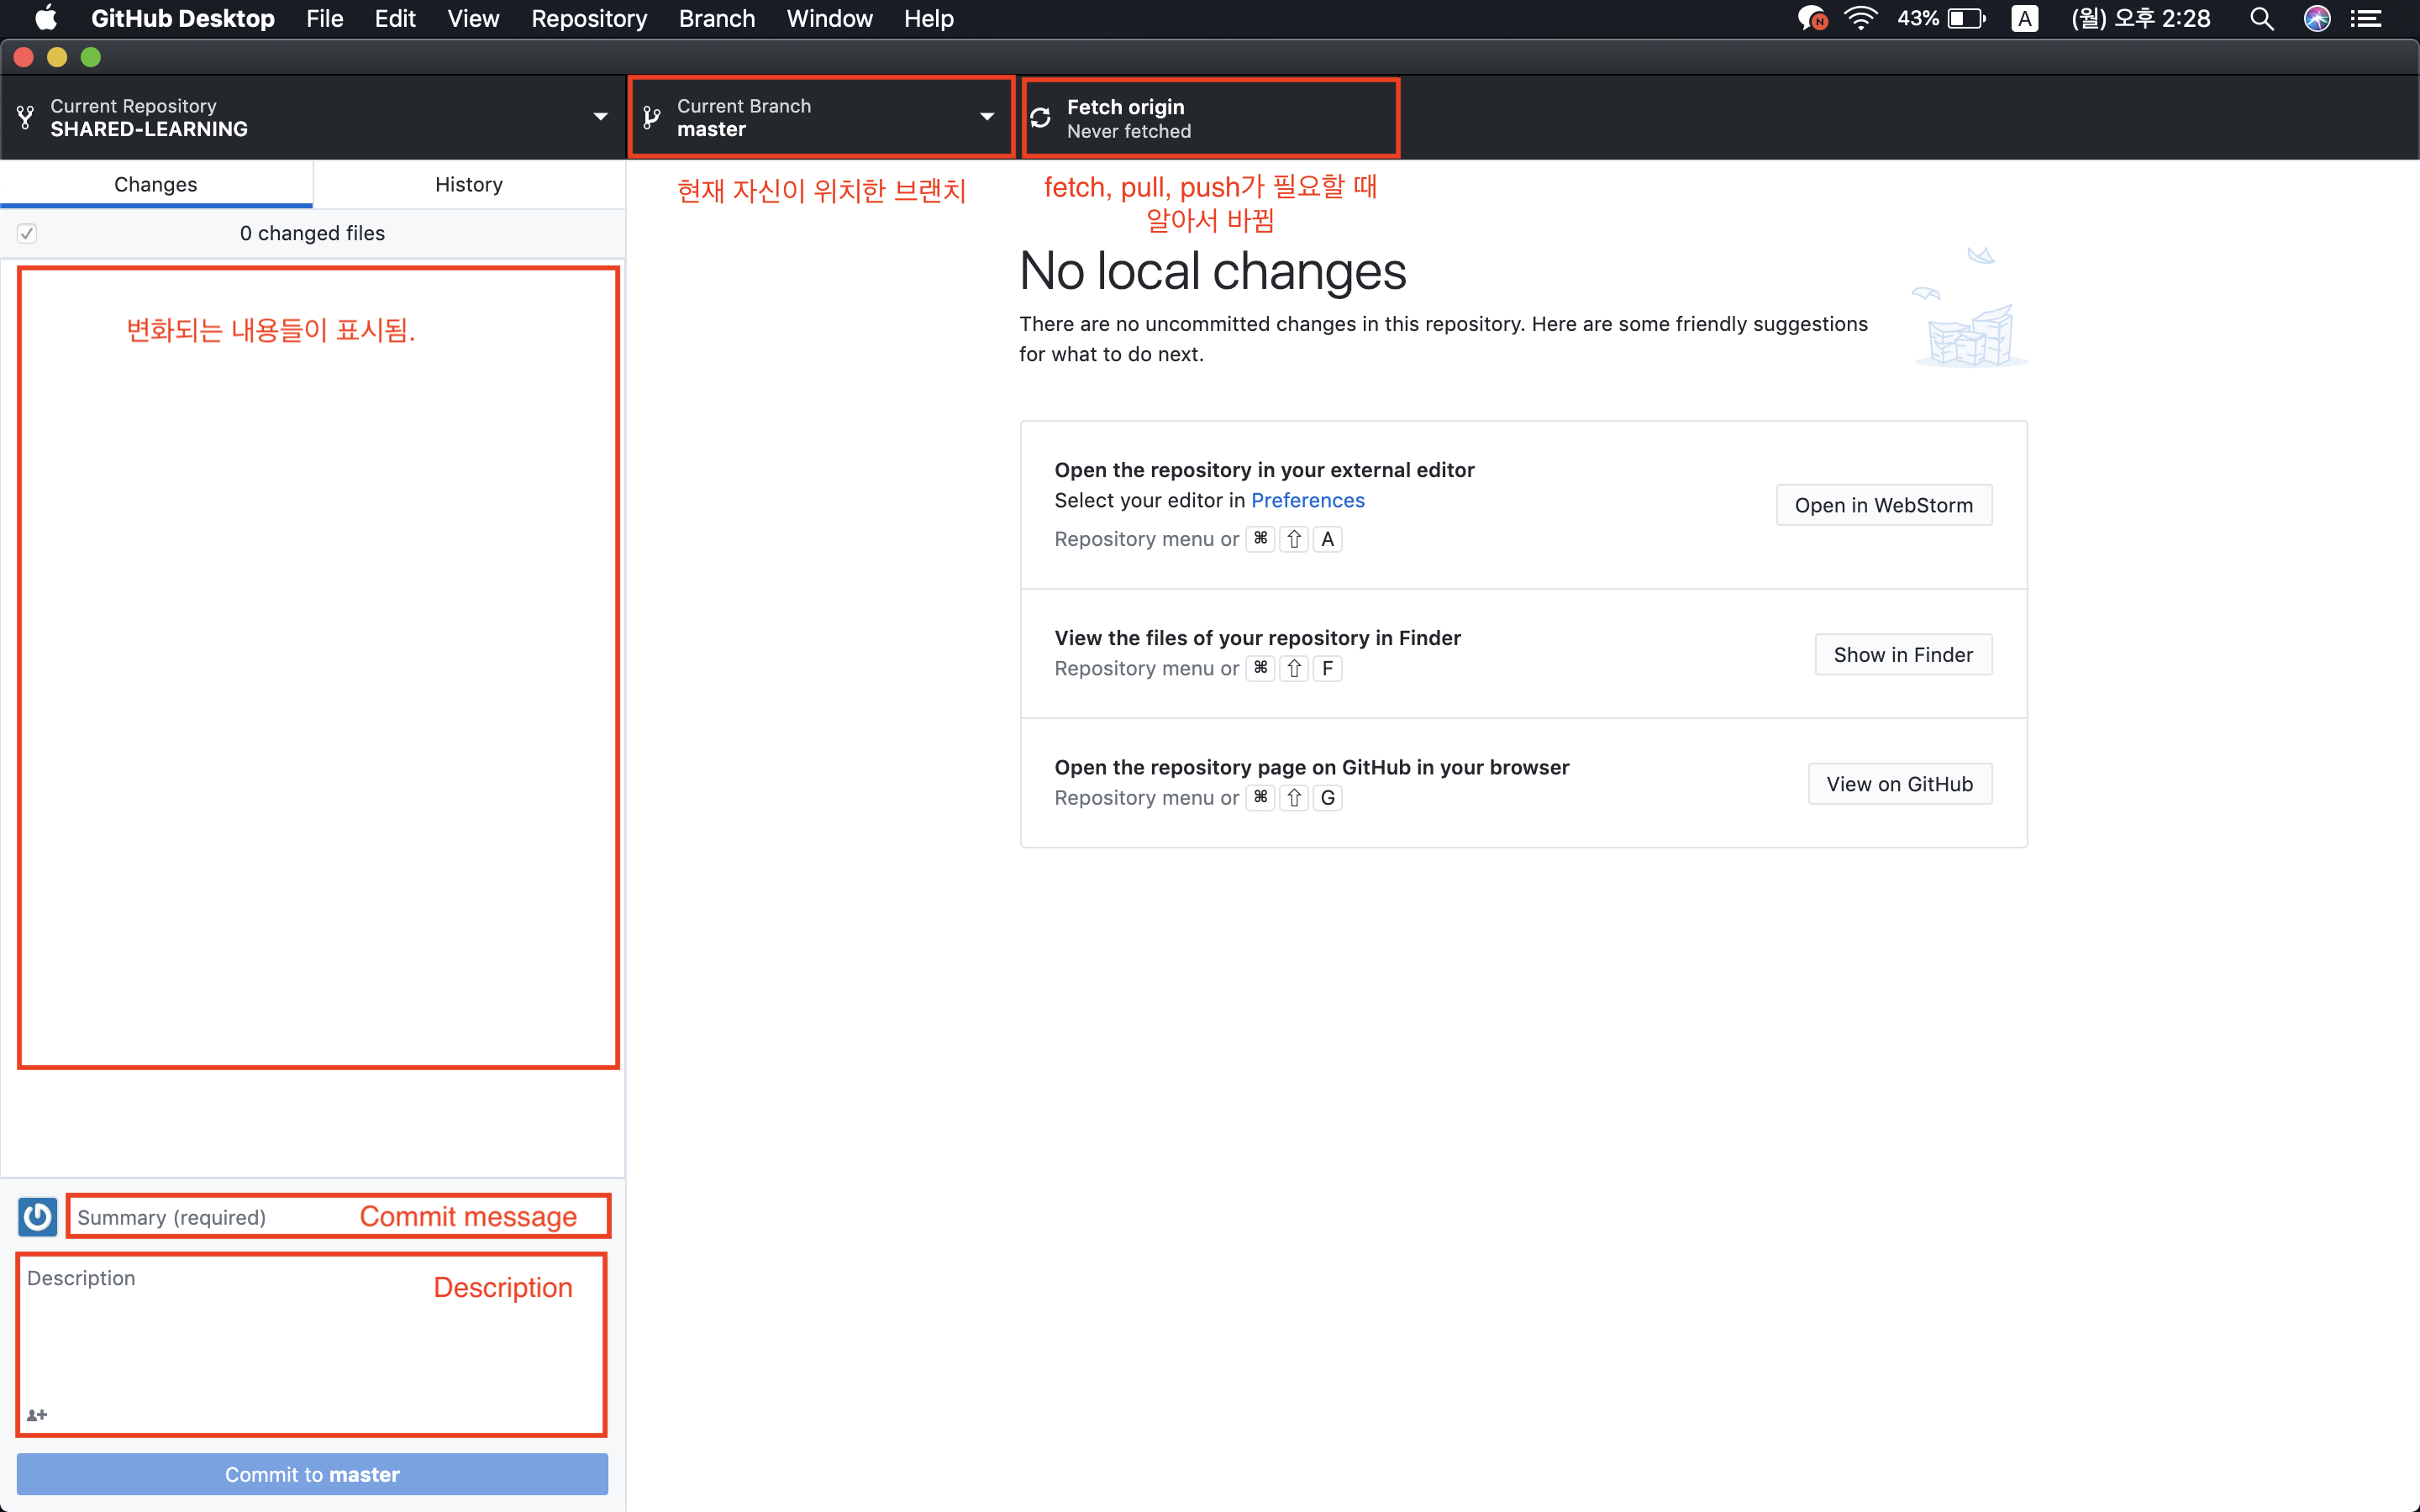 GitHub Desktop File Edit View Repository Branch Window Help 43% A (월) 오후 2:28
Current Repository
SHARED-LEARNING
Current Branch
master
Fetch origin
Never fetched
Changes History
0 changed files
현재 자신이 위치한 브랜치
fetch, pull, push가 필요할 때
알아서 바뀜
변화되는 내용들이 표시됨.
No local changes
There are no uncommitted changes in this repository. Here are some friendly suggestions
for what to do next.
Open the repository in your external editor
Select your editor in Preferences
Repository menu or ⌘ ⇧ A
Open in WebStorm
View the files of your repository in Finder
Repository menu or ⌘ ⇧ F
Show in Finder
Open the repository page on GitHub in your browser
Repository menu or ⌘ ⇧ G
View on GitHub
Summary (required) Commit message
Description Description
Commit to master